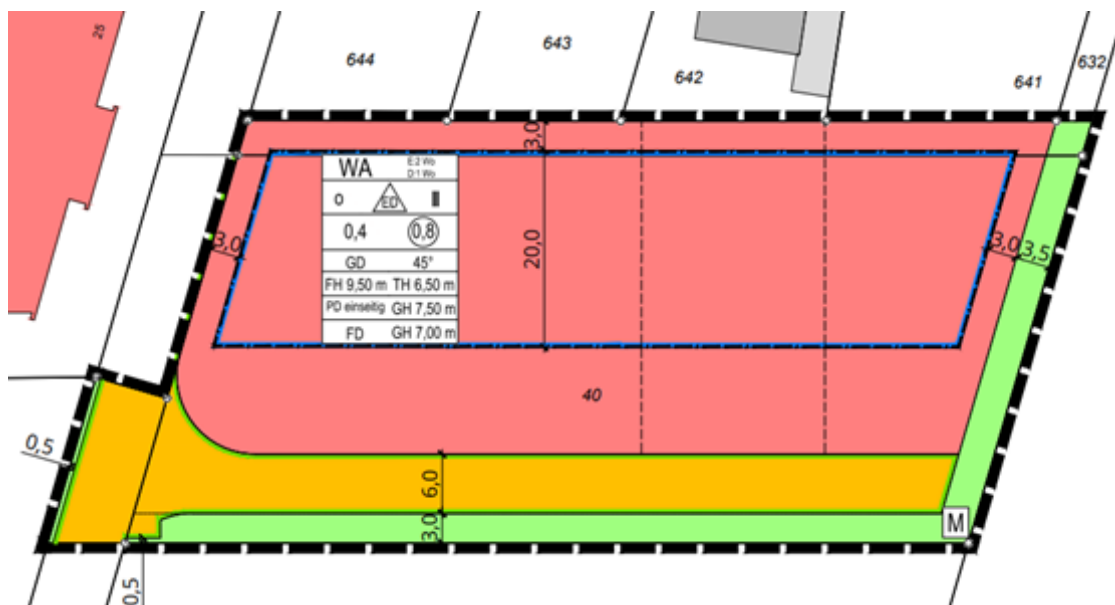 25
644
643
642
641
632
3,0
WA
E:2 Wo
D:1 Wo
o
ED
II
0,4
0,8
GD
45°
FH 9,50 m
TH 6,50 m
PD einseitig
GH 7,50 m
FD
GH 7,00 m
3,0
20,0
3,0
3,5
40
0,5
6,0
3,0
M
0,5